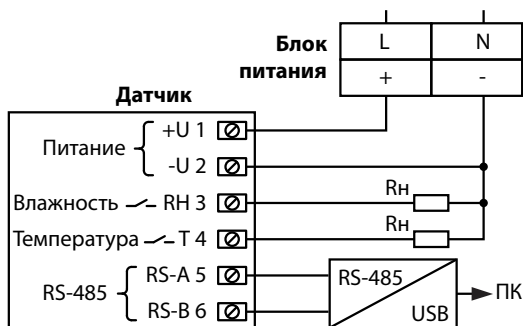 Блок питания
L N
+ -
Датчик
Питание
+U 1
-U 2
Влажность RH 3
Rн
Температура T 4
Rн
RS-485
RS-A 5
RS-B 6
RS-485
USB
ПК